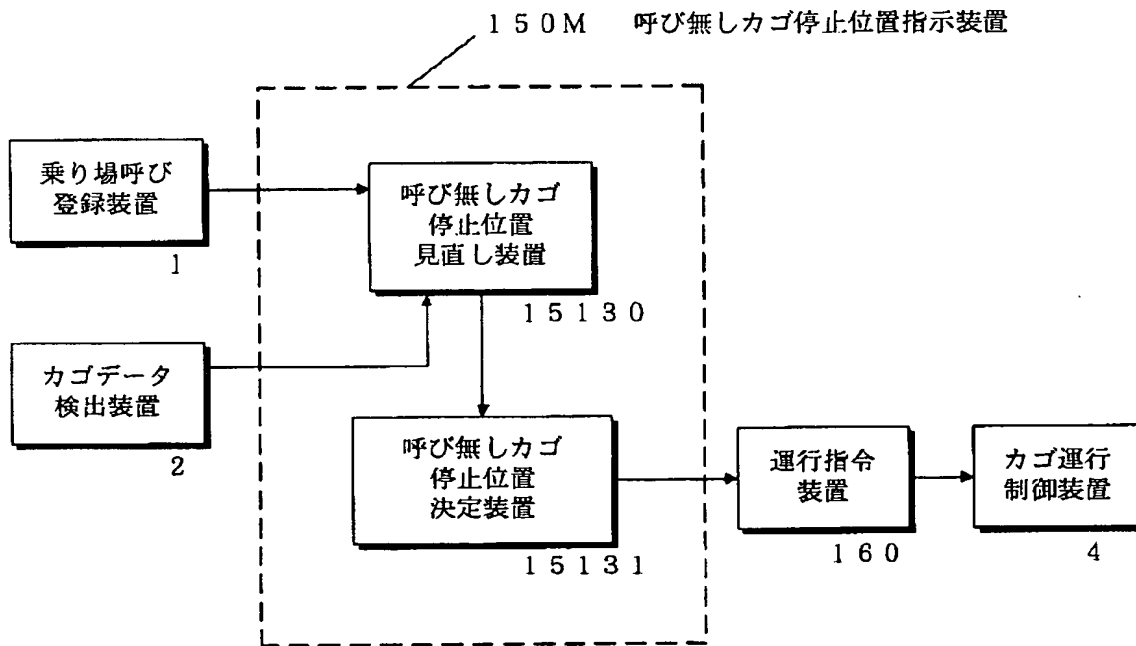 150M 呼び無しカゴ停止位置指示装置
乗り場呼び
登録装置
1
呼び無しカゴ
停止位置
見直し装置
15130
カゴデータ
検出装置
2
呼び無しカゴ
停止位置
決定装置
15131
運行指令
装置
160
カゴ運行
制御装置
4